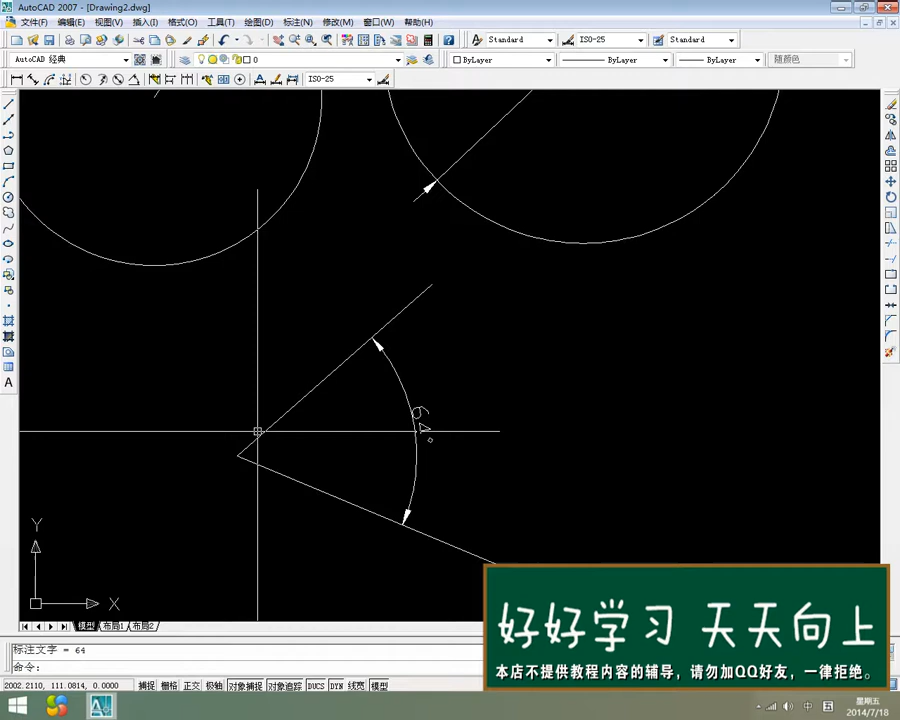 AutoCAD 2007 - [Drawing2.dwg]
文件(F) 编辑(E) 视图(V) 插入(I) 格式(O) 工具(T) 绘图(D) 标注(N) 修改(M) 窗口(W) 帮助(H)
Standard ISO-25 Standard
AutoCAD 经典 0 ByLayer ByLayer ByLayer 随颜色
ISO-25
64°
Y
X
模型 布局1 布局2
标注文字 = 64
命令:
好好学习 天天向上
本店不提供教程内容的辅导，请勿加QQ好友，一律拒绝。
2002.2110, 111.0814, 0.0000 捕捉 栅格 正交 极轴 对象捕捉 对象追踪 DUCS DYN 线宽 模型
中 五
星期五
2014/7/18